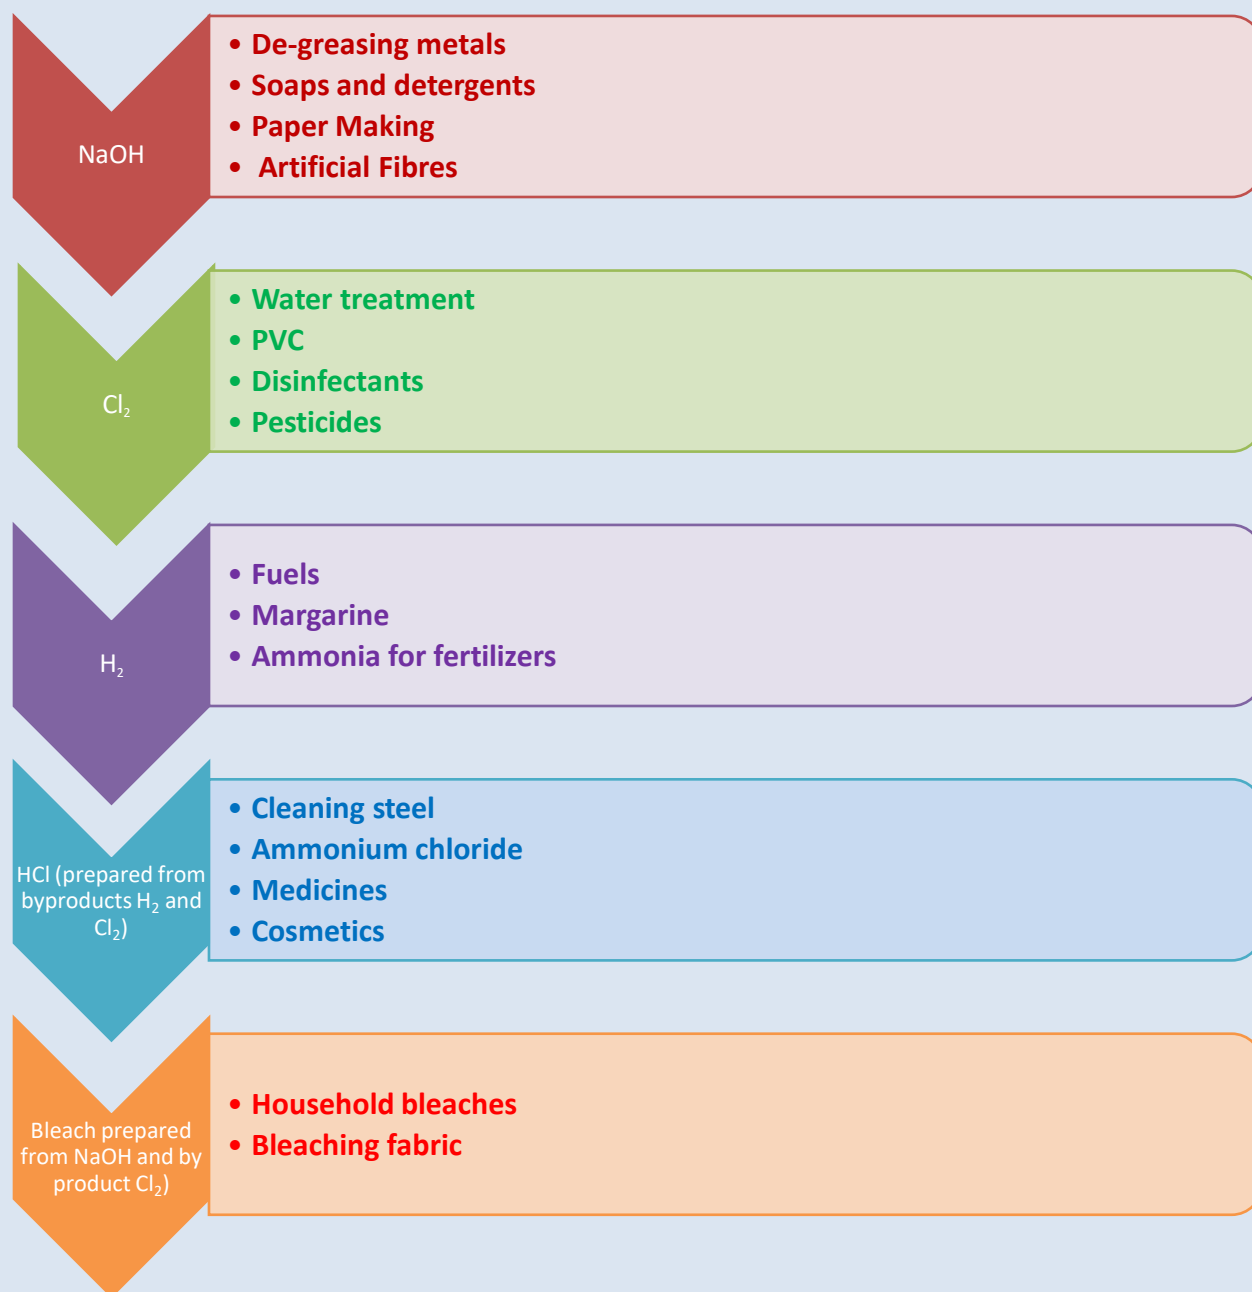 NaOH
• De-greasing metals
• Soaps and detergents
• Paper Making
• Artificial Fibres
Cl₂
• Water treatment
• PVC
• Disinfectants
• Pesticides
H₂
• Fuels
• Margarine
• Ammonia for fertilizers
HCl (prepared from
byproducts H₂ and
Cl₂)
• Cleaning steel
• Ammonium chloride
• Medicines
• Cosmetics
Bleach prepared
from NaOH and by
product Cl₂)
• Household bleaches
• Bleaching fabric